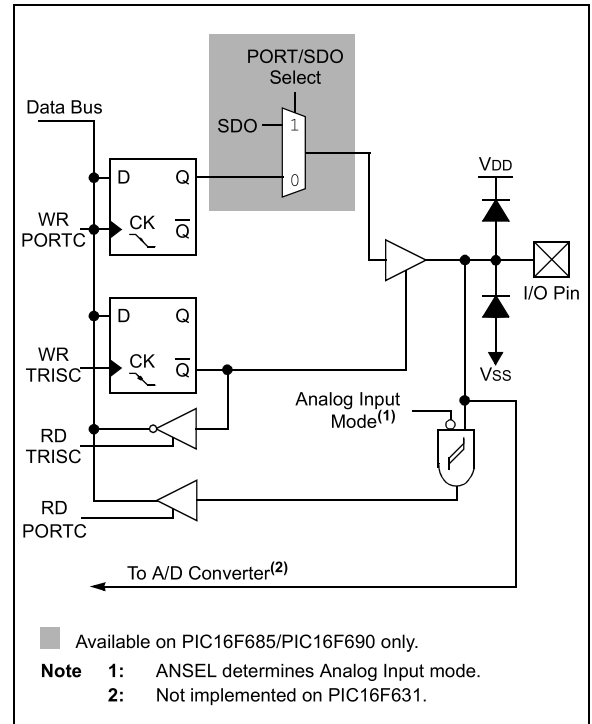 PORT/SDO
Select
Data Bus
SDO
1
0
D Q
CK
Q
WR
PORTC
VDD
I/O Pin
VSS
D Q
CK
Q
WR
TRISC
Analog Input
Mode(1)
RD
TRISC
RD
PORTC
To A/D Converter(2)
Available on PIC16F685/PIC16F690 only.
Note 1: ANSEL determines Analog Input mode.
2: Not implemented on PIC16F631.